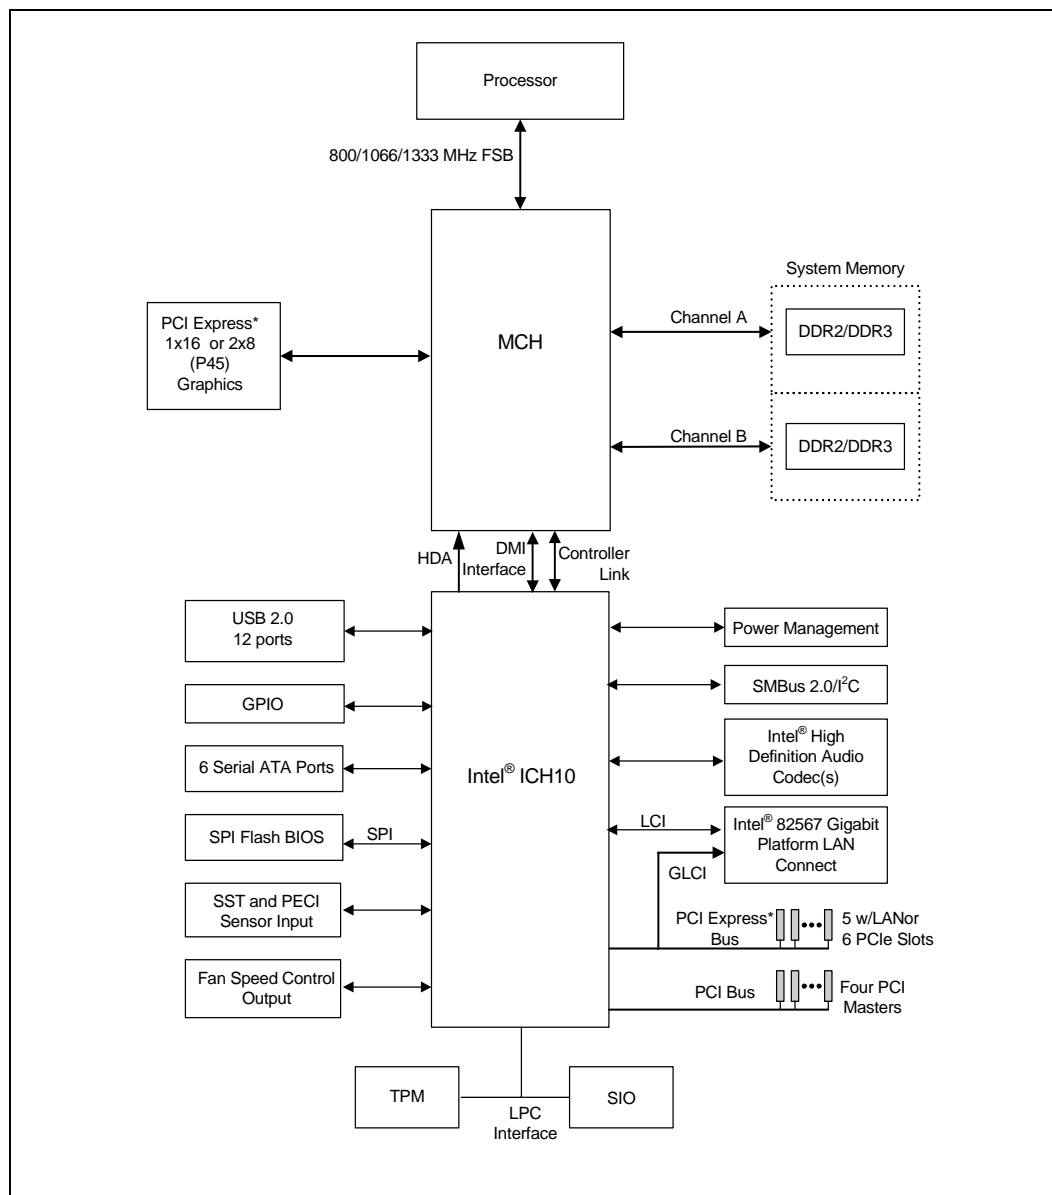 Processor
800/1066/1333 MHz FSB
System Memory
PCI Express*
1x16 or 2x8
(P45)
Graphics
MCH
Channel A
DDR2/DDR3
Channel B
DDR2/DDR3
HDA
DMI
Interface
Controller
Link
USB 2.0
12 ports
Power Management
GPIO
SMBus 2.0/I²C
6 Serial ATA Ports
Intel® ICH10
Intel® High
Definition Audio
Codec(s)
SPI Flash BIOS
SPI
LCI
Intel® 82567 Gigabit
Platform LAN
Connect
GLCI
SST and PECI
Sensor Input
PCI Express*
Bus
5 w/LANor
6 PCIe Slots
Fan Speed Control
Output
PCI Bus
Four PCI
Masters
TPM
SIO
LPC
Interface